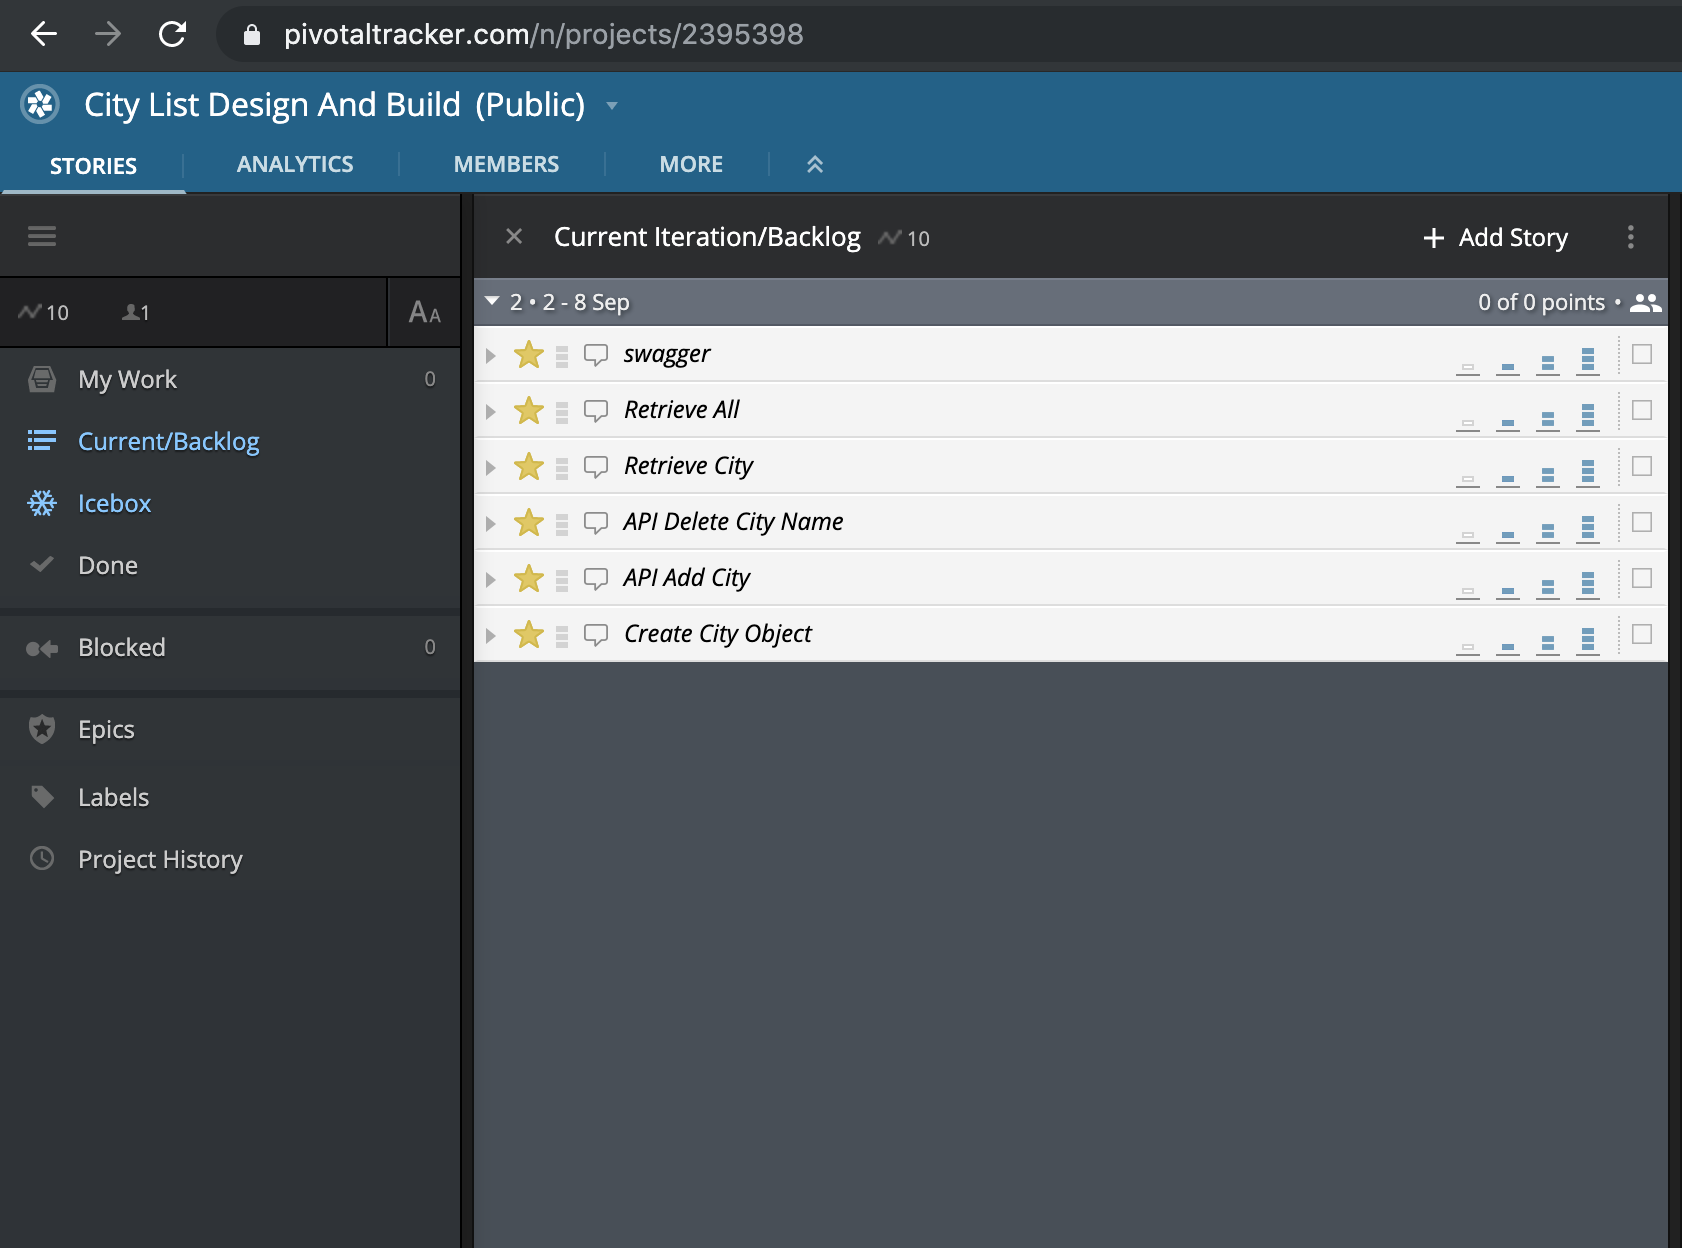 pivotaltracker.com/n/projects/2395398
City List Design And Build (Public)
STORIES ANALYTICS MEMBERS MORE
10 1 AA
My Work 0
Current/Backlog
Icebox
Done
Blocked 0
Epics
Labels
Project History
Current Iteration/Backlog 10 + Add Story
2 • 2 - 8 Sep 0 of 0 points •
swagger
Retrieve All
Retrieve City
API Delete City Name
API Add City
Create City Object